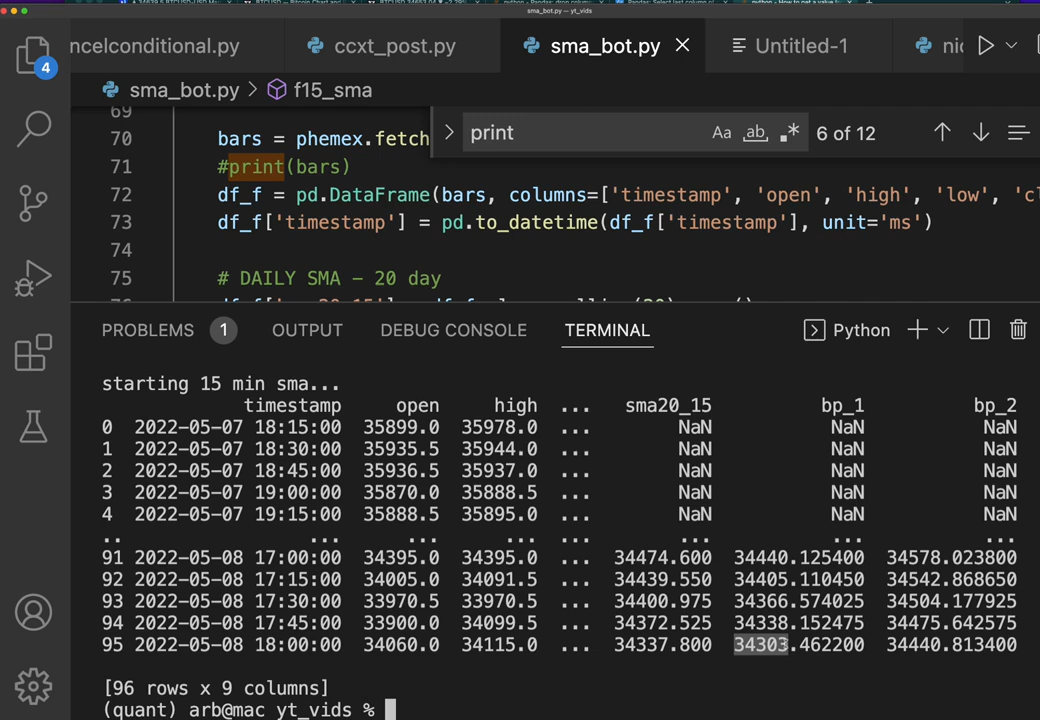 sma_bot.py — yt_vids
4
ncelconditional.py ccxt_post.py sma_bot.py Untitled-1 nic
sma_bot.py > f15_sma
print Aa ab 6 of 12
69
70 bars = phemex.fetch
71 #print(bars)
72 df_f = pd.DataFrame(bars, columns=['timestamp', 'open', 'high', 'low', 'cl
73 df_f['timestamp'] = pd.to_datetime(df_f['timestamp'], unit='ms')
74
75 # DAILY SMA - 20 day
PROBLEMS 1 OUTPUT DEBUG CONSOLE TERMINAL Python
starting 15 min sma...
timestamp open high ... sma20_15 bp_1 bp_2
0 2022-05-07 18:15:00 35899.0 35978.0 ... NaN NaN NaN
1 2022-05-07 18:30:00 35935.5 35944.0 ... NaN NaN NaN
2 2022-05-07 18:45:00 35936.5 35937.0 ... NaN NaN NaN
3 2022-05-07 19:00:00 35870.0 35888.5 ... NaN NaN NaN
4 2022-05-07 19:15:00 35888.5 35895.0 ... NaN NaN NaN
.. ... ... ... ... ... ... ...
91 2022-05-08 17:00:00 34395.0 34395.0 ... 34474.600 34440.125400 34578.023800
92 2022-05-08 17:15:00 34005.0 34091.5 ... 34439.550 34405.110450 34542.868650
93 2022-05-08 17:30:00 33970.5 33970.5 ... 34400.975 34366.574025 34504.177925
94 2022-05-08 17:45:00 33900.0 34099.5 ... 34372.525 34338.152475 34475.642575
95 2022-05-08 18:00:00 34060.0 34115.0 ... 34337.800 34303.462200 34440.813400
[96 rows x 9 columns]
(quant) arb@mac yt_vids %